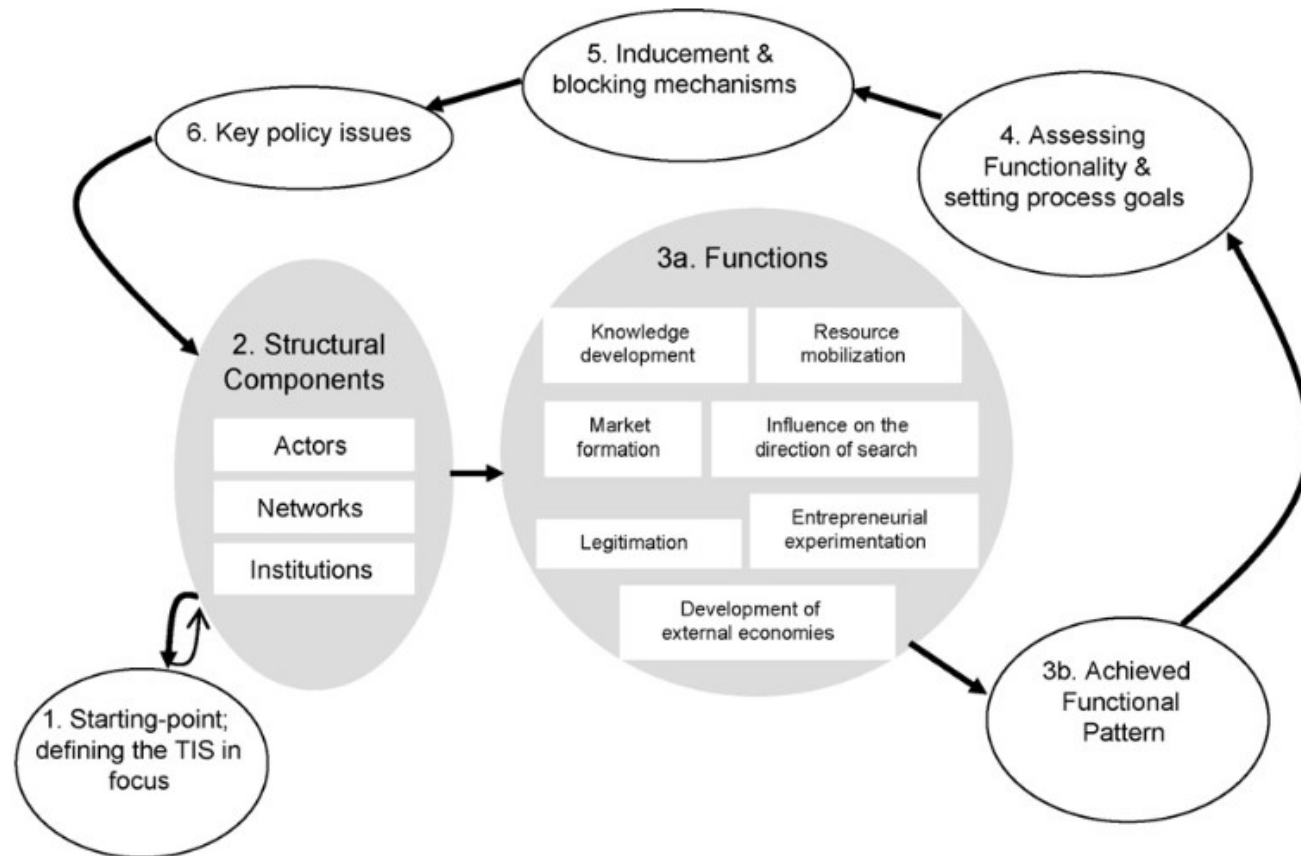 1. Starting-point;
defining the TIS in
focus
2. Structural
Components
Actors
Networks
Institutions
3a. Functions
Knowledge
development
Resource
mobilization
Market
formation
Influence on the
direction of search
Legitimation
Entrepreneurial
experimentation
Development of
external economies
3b. Achieved
Functional
Pattern
4. Assessing
Functionality &
setting process goals
5. Inducement &
blocking mechanisms
6. Key policy issues